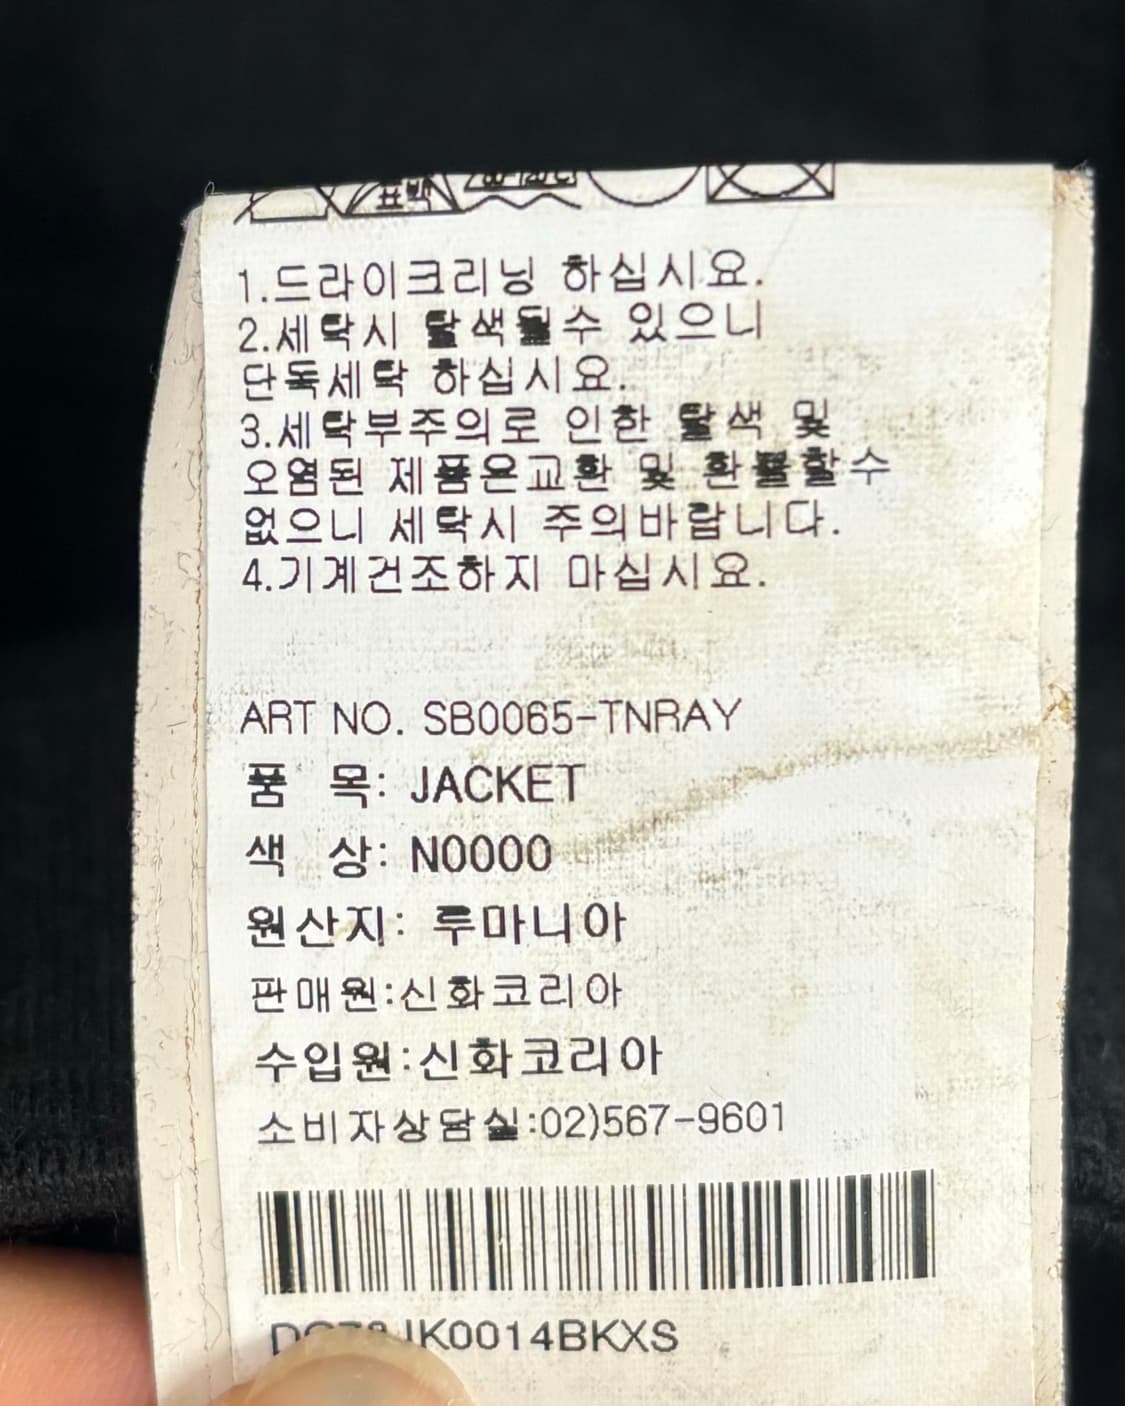 표백
80-120℃
1.드라이크리닝 하십시요.
2.세탁시 탈색될수 있으니
단독세탁 하십시요.
3.세탁부주의로 인한 탈색 및
오염된 제품은교환 및 환불할수
없으니 세탁시 주의바랍니다.
4.기계건조하지 마십시요.
ART NO. SB0065-TNRAY
품 목: JACKET
색 상: N0000
원산지: 루마니아
판매원:신화코리아
수입원:신화코리아
소비자상담실:02)567-9601